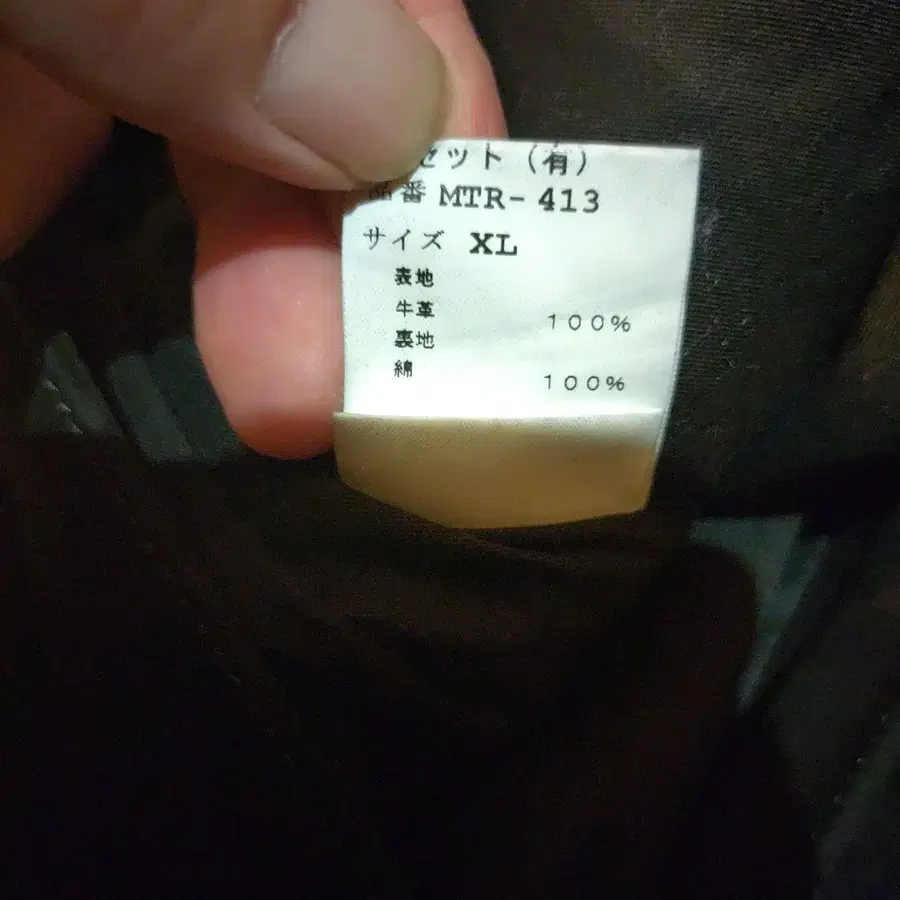 セット（有）
品番 MTR-413
サイズ XL
表地
牛革 100%
裏地
綿 100%